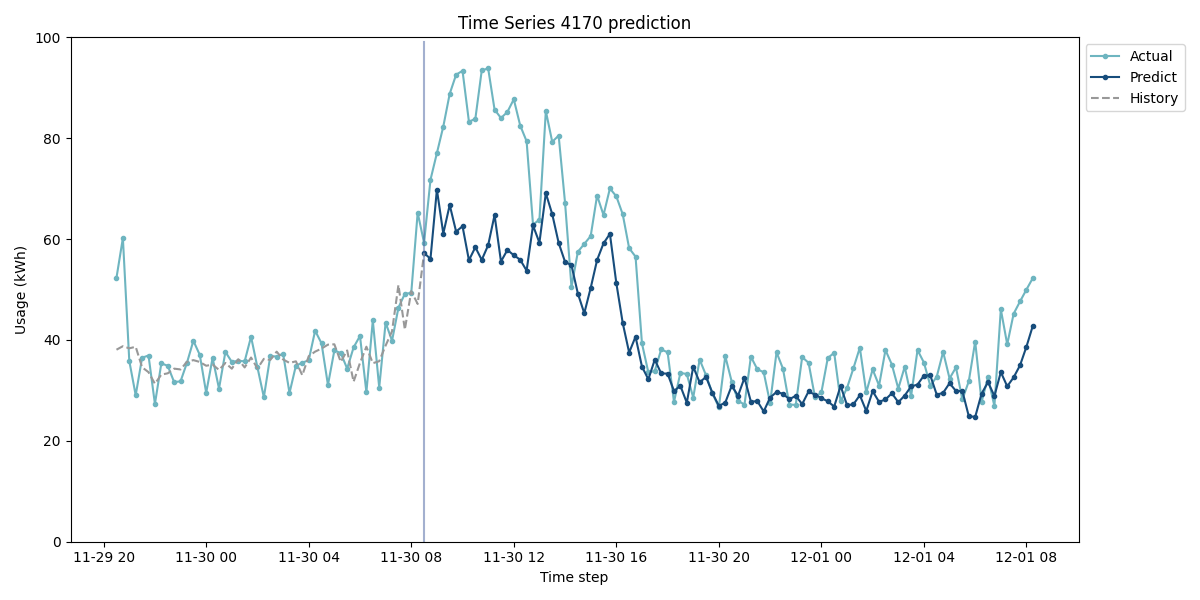 Time Series 4170 prediction
Usage (kWh)
100
80
60
40
20
0
11-29 20
11-30 00
11-30 04
11-30 08
11-30 12
11-30 16
11-30 20
12-01 00
12-01 04
12-01 08
Time step
Actual
Predict
History